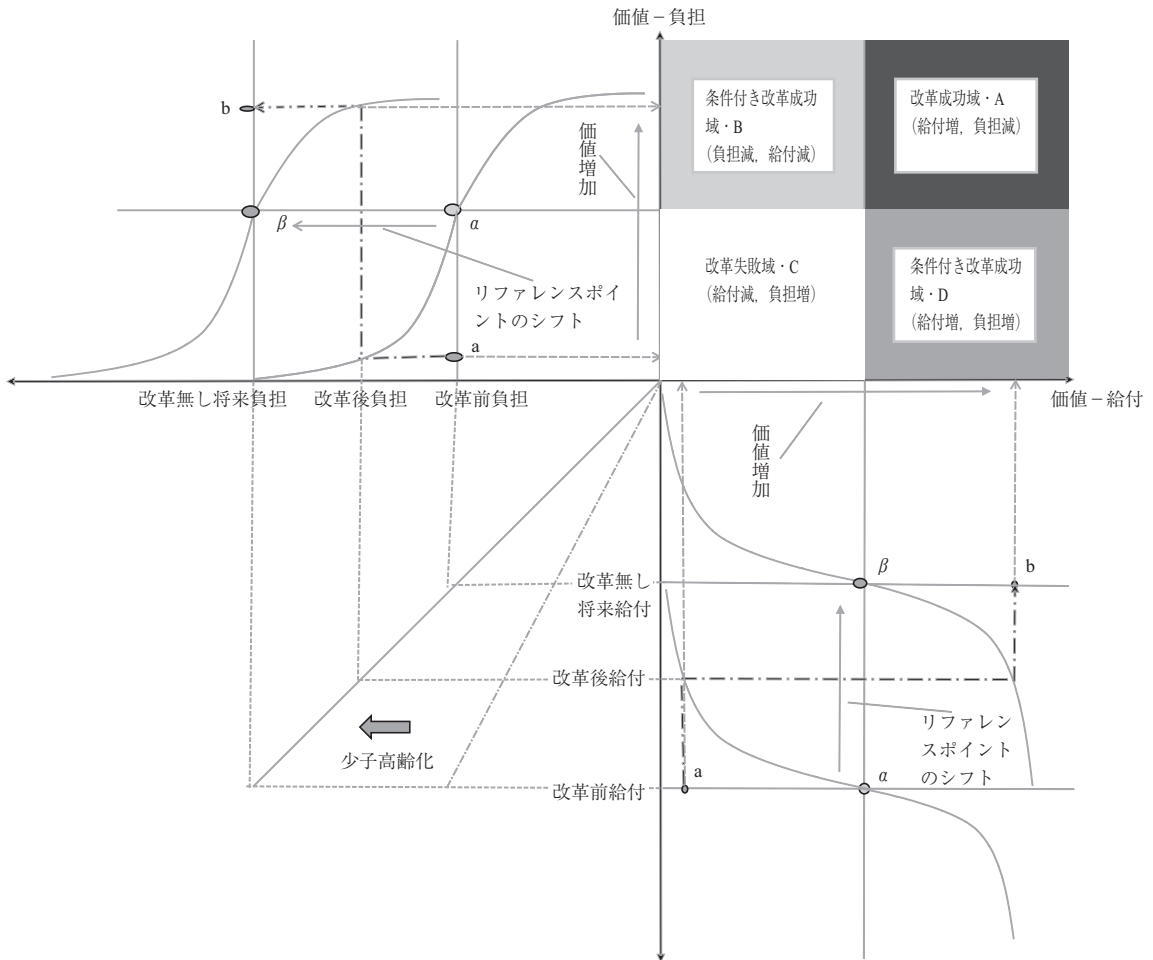 価値－負担
b
条件付き改革成功
域・B
（負担減，給付減）
改革成功域・A
（給付増，負担減）
価値増加
β
α
リファレンスポイ
ントのシフト
a
改革失敗域・C
（給付減，負担増）
条件付き改革成功
域・D
（給付増，負担増）
改革無し将来負担
改革後負担
改革前負担
価値－給付
価値増加
改革無し
将来給付
β
b
改革後給付
リファレン
スポイント
のシフト
少子高齢化
a
α
改革前給付